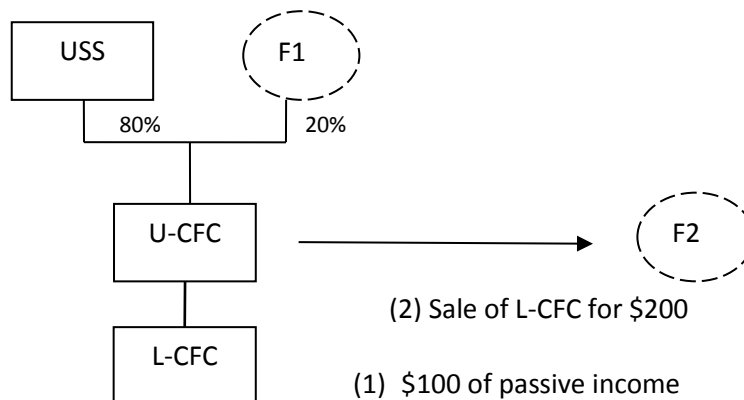 USS
F1
80%
20%
U-CFC
F2
(2) Sale of L-CFC for $200
L-CFC
(1) $100 of passive income